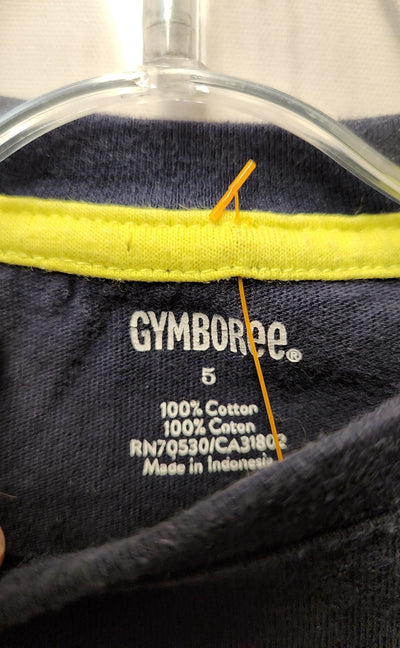 GYMBOREE®
5
100% Cotton
100% Coton
RN70530/CA31802
Made in Indonesia